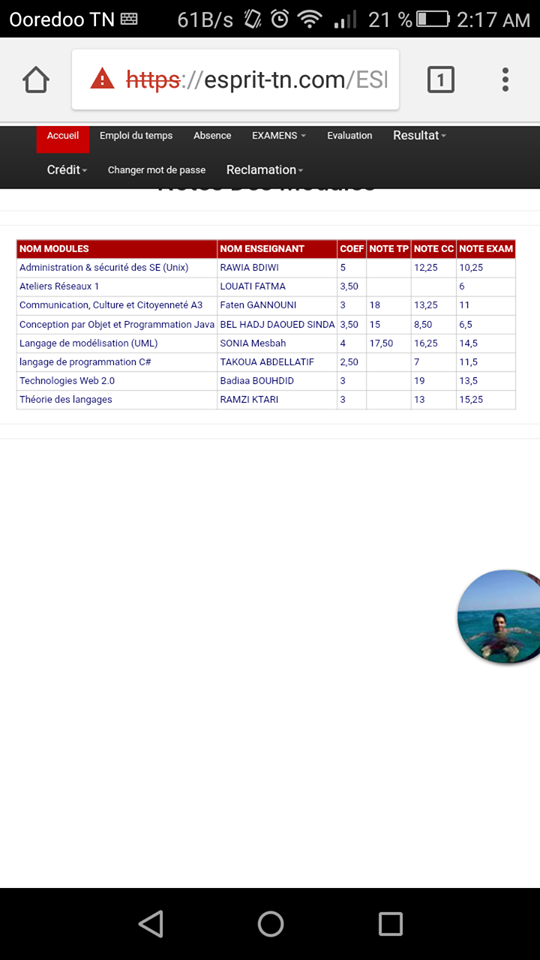 Ooredoo TN 61B/s 21 % 2:17 AM
https://esprit-tn.com/ESI
1
Accueil Emploi du temps Absence EXAMENS Evaluation Resultat
Crédit Changer mot de passe Reclamation
Notes Des Modules
NOM MODULES NOM ENSEIGNANT COEF NOTE TP NOTE CC NOTE EXAM
Administration & sécurité des SE (Unix) RAWIA BDIWI 5 12,25 10,25
Ateliers Réseaux 1 LOUATI FATMA 3,50 6
Communication, Culture et Citoyenneté A3 Faten GANNOUNI 3 18 13,25 11
Conception par Objet et Programmation Java BEL HADJ DAOUED SINDA 3,50 15 8,50 6,5
Langage de modélisation (UML) SONIA Mesbah 4 17,50 16,25 14,5
langage de programmation C# TAKOUA ABDELLATIF 2,50 7 11,5
Technologies Web 2.0 Badiaa BOUHDID 3 19 13,5
Théorie des langages RAMZI KTARI 3 13 15,25